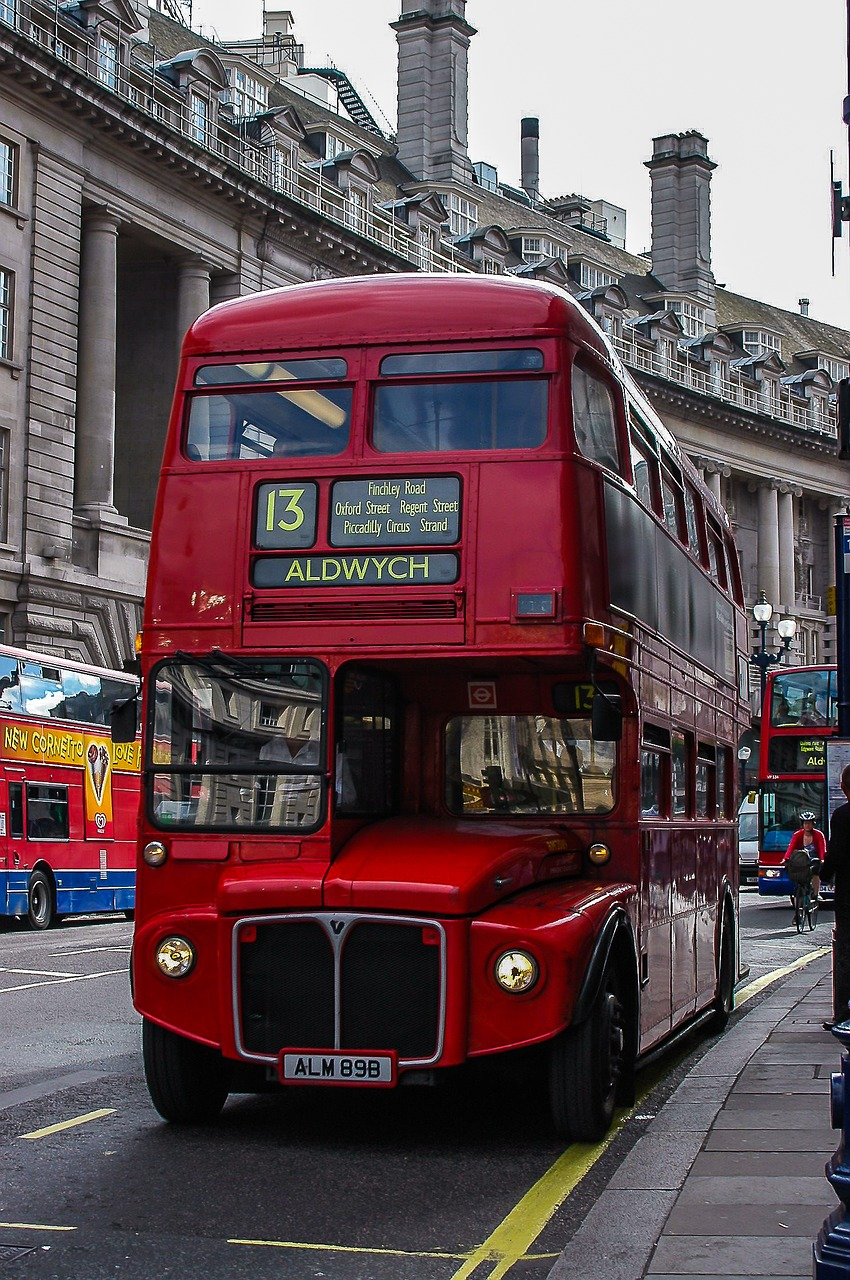 13
Finchley Road
Oxford Street Regent Street
Piccadilly Circus Strand
ALDWYCH
13
NEW CORNETTO
ALM 89B